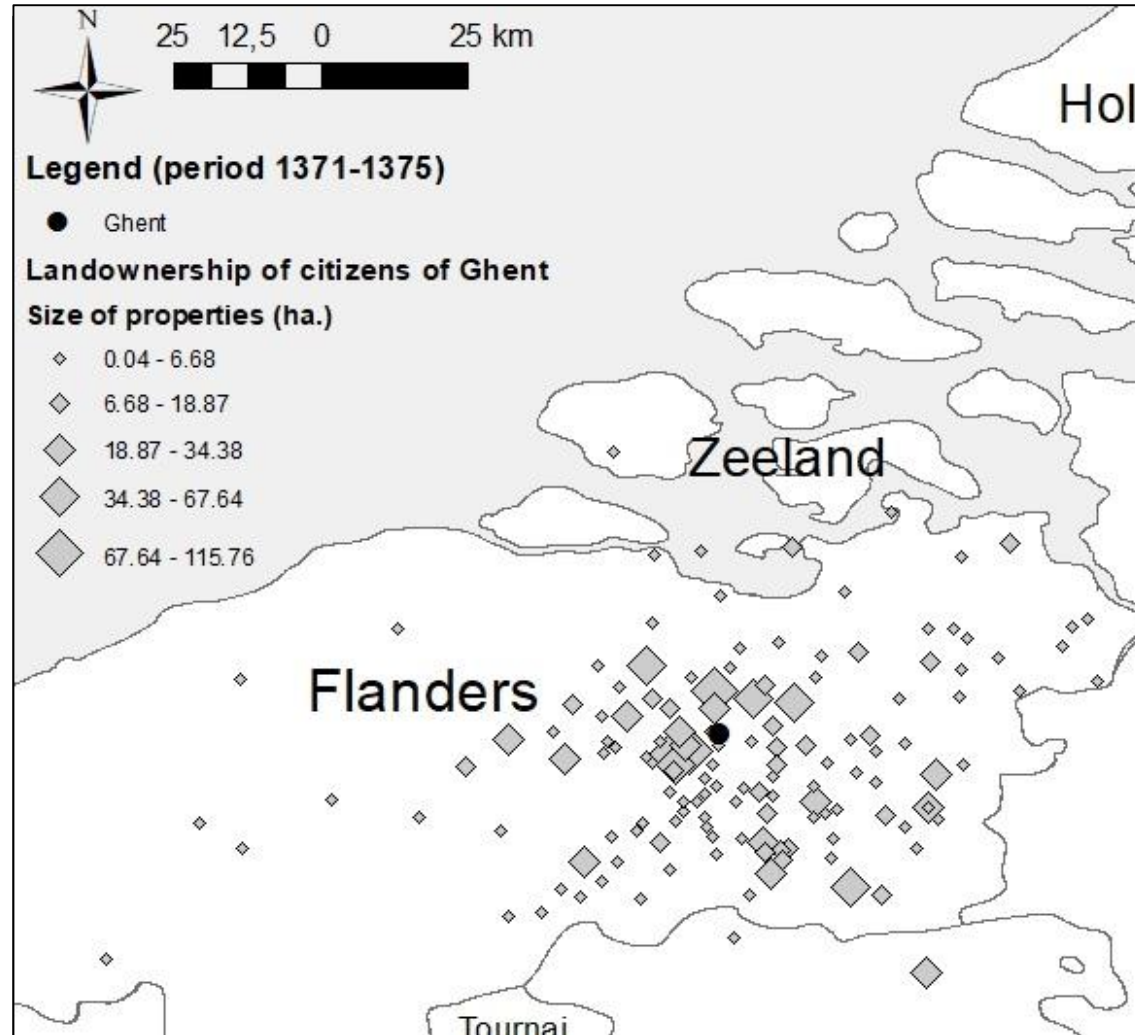 N
25 12,5 0 25 km
Legend (period 1371-1375)
Ghent
Landownership of citizens of Ghent
Size of properties (ha.)
0.04 - 6.68
6.68 - 18.87
18.87 - 34.38
34.38 - 67.64
67.64 - 115.76
Hol
Zeeland
Flanders
Tournai